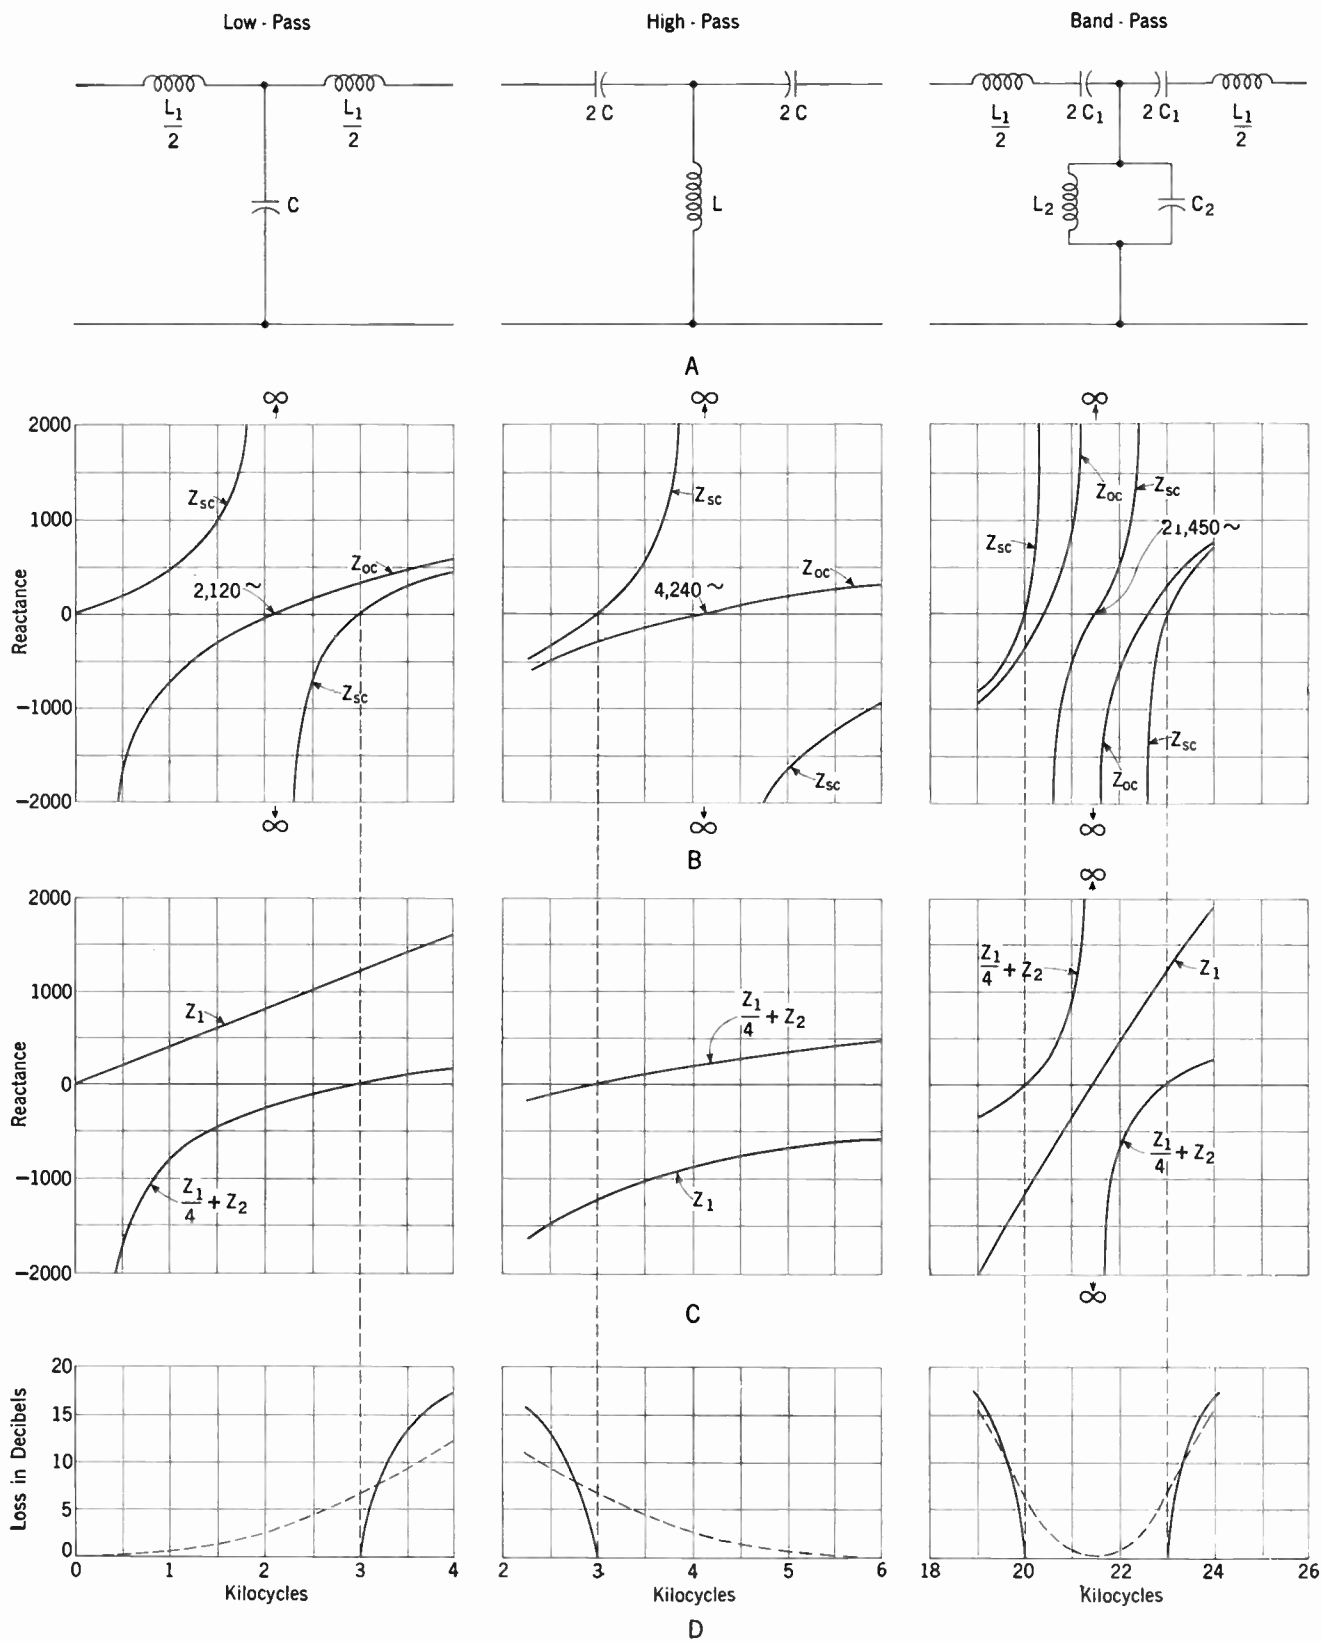 Low - Pass
High - Pass
Band - Pass
L1/2
L1/2
C
2 C
2 C
L
L1/2
2 C1
2 C1
L1/2
L2
C2
A
∞
∞
∞
2000
1000
0
-1000
-2000
Reactance
Zsc
2,120 ~
Zoc
Zsc
Zsc
4,240 ~
Zoc
Zsc
Zsc
Zoc
Zsc
21,450 ~
Zoc
Zsc
∞
∞
∞
B
∞
2000
1000
0
-1000
-2000
Reactance
Z1
Z1/4 + Z2
Z1/4 + Z2
Z1
Z1/4 + Z2
Z1
Z1/4 + Z2
∞
C
20
15
10
5
0
Loss in Decibels
0 1 2 3 4
2 3 4 5 6
18 20 22 24 26
Kilocycles
Kilocycles
Kilocycles
D